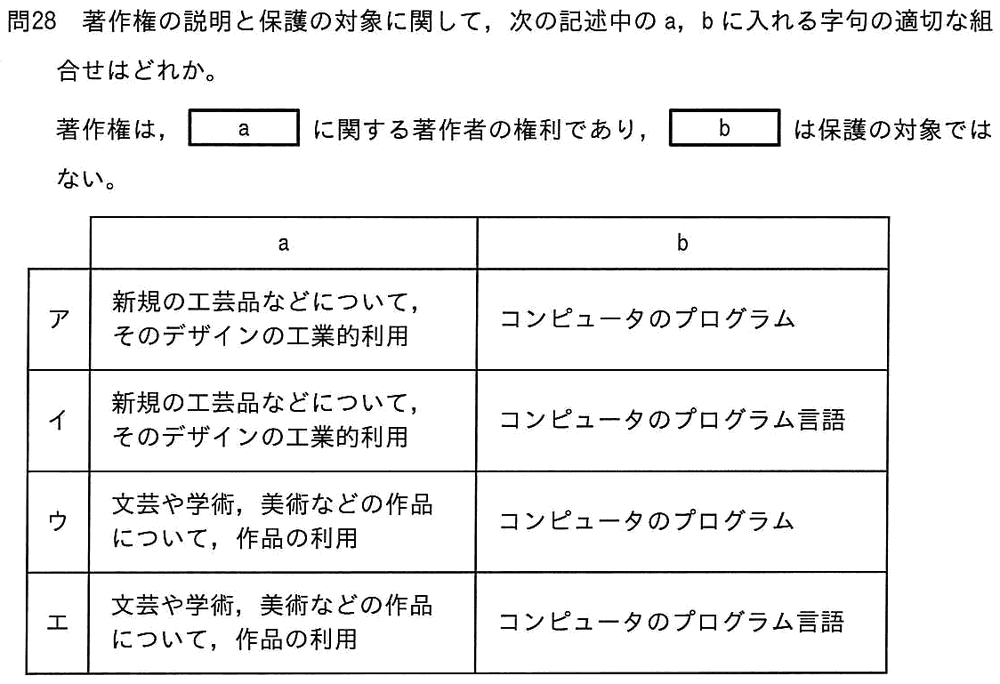 問28 著作権の説明と保護の対象に関して，次の記述中の a，b に入れる字句の適切な組
合せはどれか。
著作権は， a に関する著作者の権利であり， b は保護の対象では
ない。
a b
新規の工芸品などについて，
ア そのデザインの工業的利用 コンピュータのプログラム
新規の工芸品などについて，
イ そのデザインの工業的利用 コンピュータのプログラム言語
文芸や学術，美術などの作品
ウ について，作品の利用 コンピュータのプログラム
文芸や学術，美術などの作品
エ について，作品の利用 コンピュータのプログラム言語